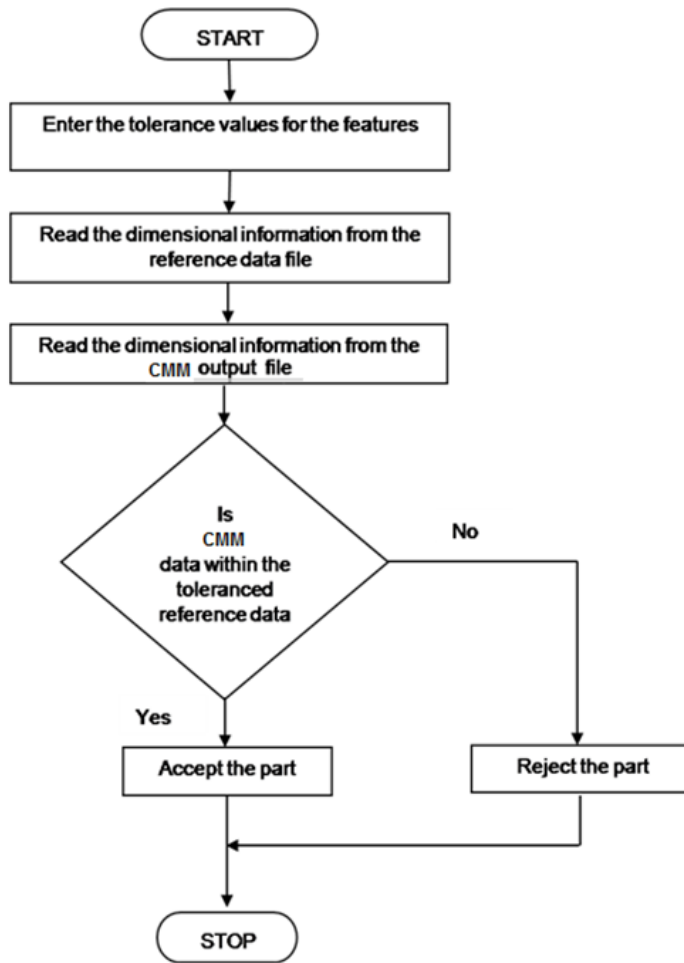 START
Enter the tolerance values for the features
Read the dimensional information from the
reference data file
Read the dimensional information from the
CMM output file
Is
CMM
data within the
toleranced
reference data
No
Yes
Accept the part
Reject the part
STOP